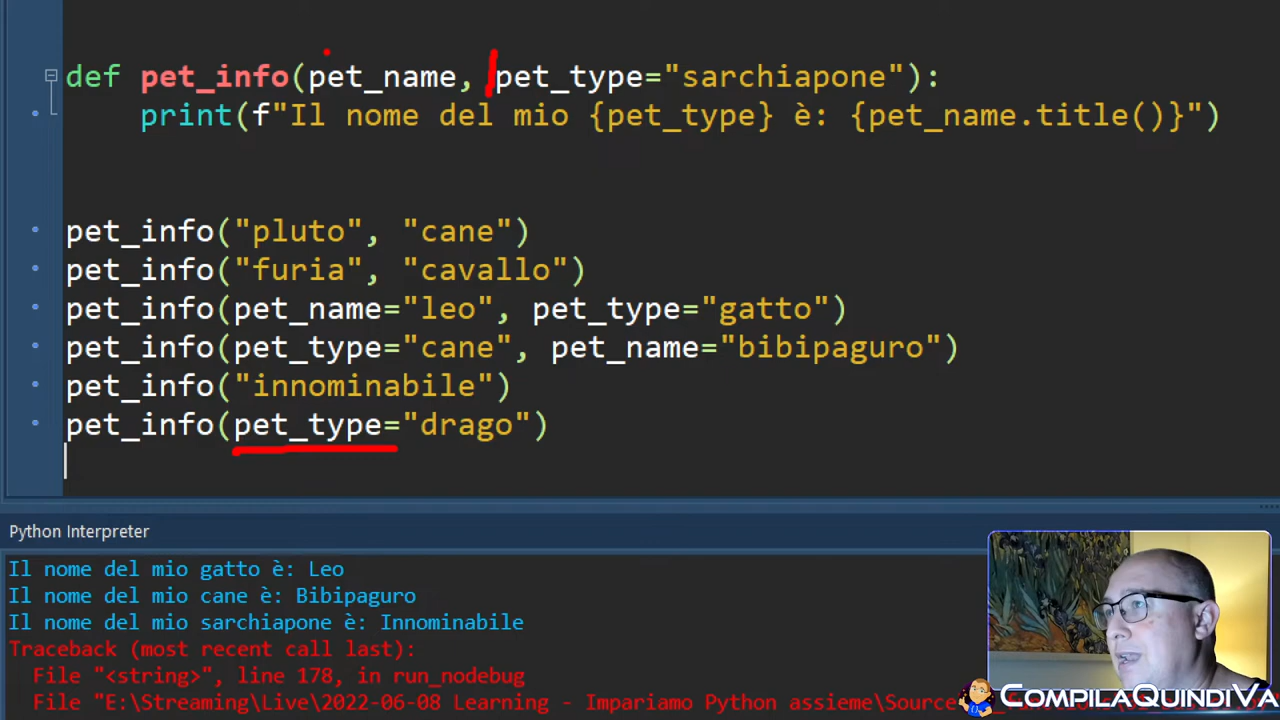 def pet_info(pet_name, pet_type="sarchiapone"):
print(f"Il nome del mio {pet_type} è: {pet_name.title()}")
pet_info("pluto", "cane")
pet_info("furia", "cavallo")
pet_info(pet_name="leo", pet_type="gatto")
pet_info(pet_type="cane", pet_name="bibipaguro")
pet_info("innominabile")
pet_info(pet_type="drago")
Python Interpreter
Il nome del mio gatto è: Leo
Il nome del mio cane è: Bibipaguro
Il nome del mio sarchiapone è: Innominabile
Traceback (most recent call last):
File "<string>", line 178, in run_nodebug
File "E:\Streaming\Live\2022-06-08 Learning - Impariamo Python assieme\Source
CompilaQuindiVa